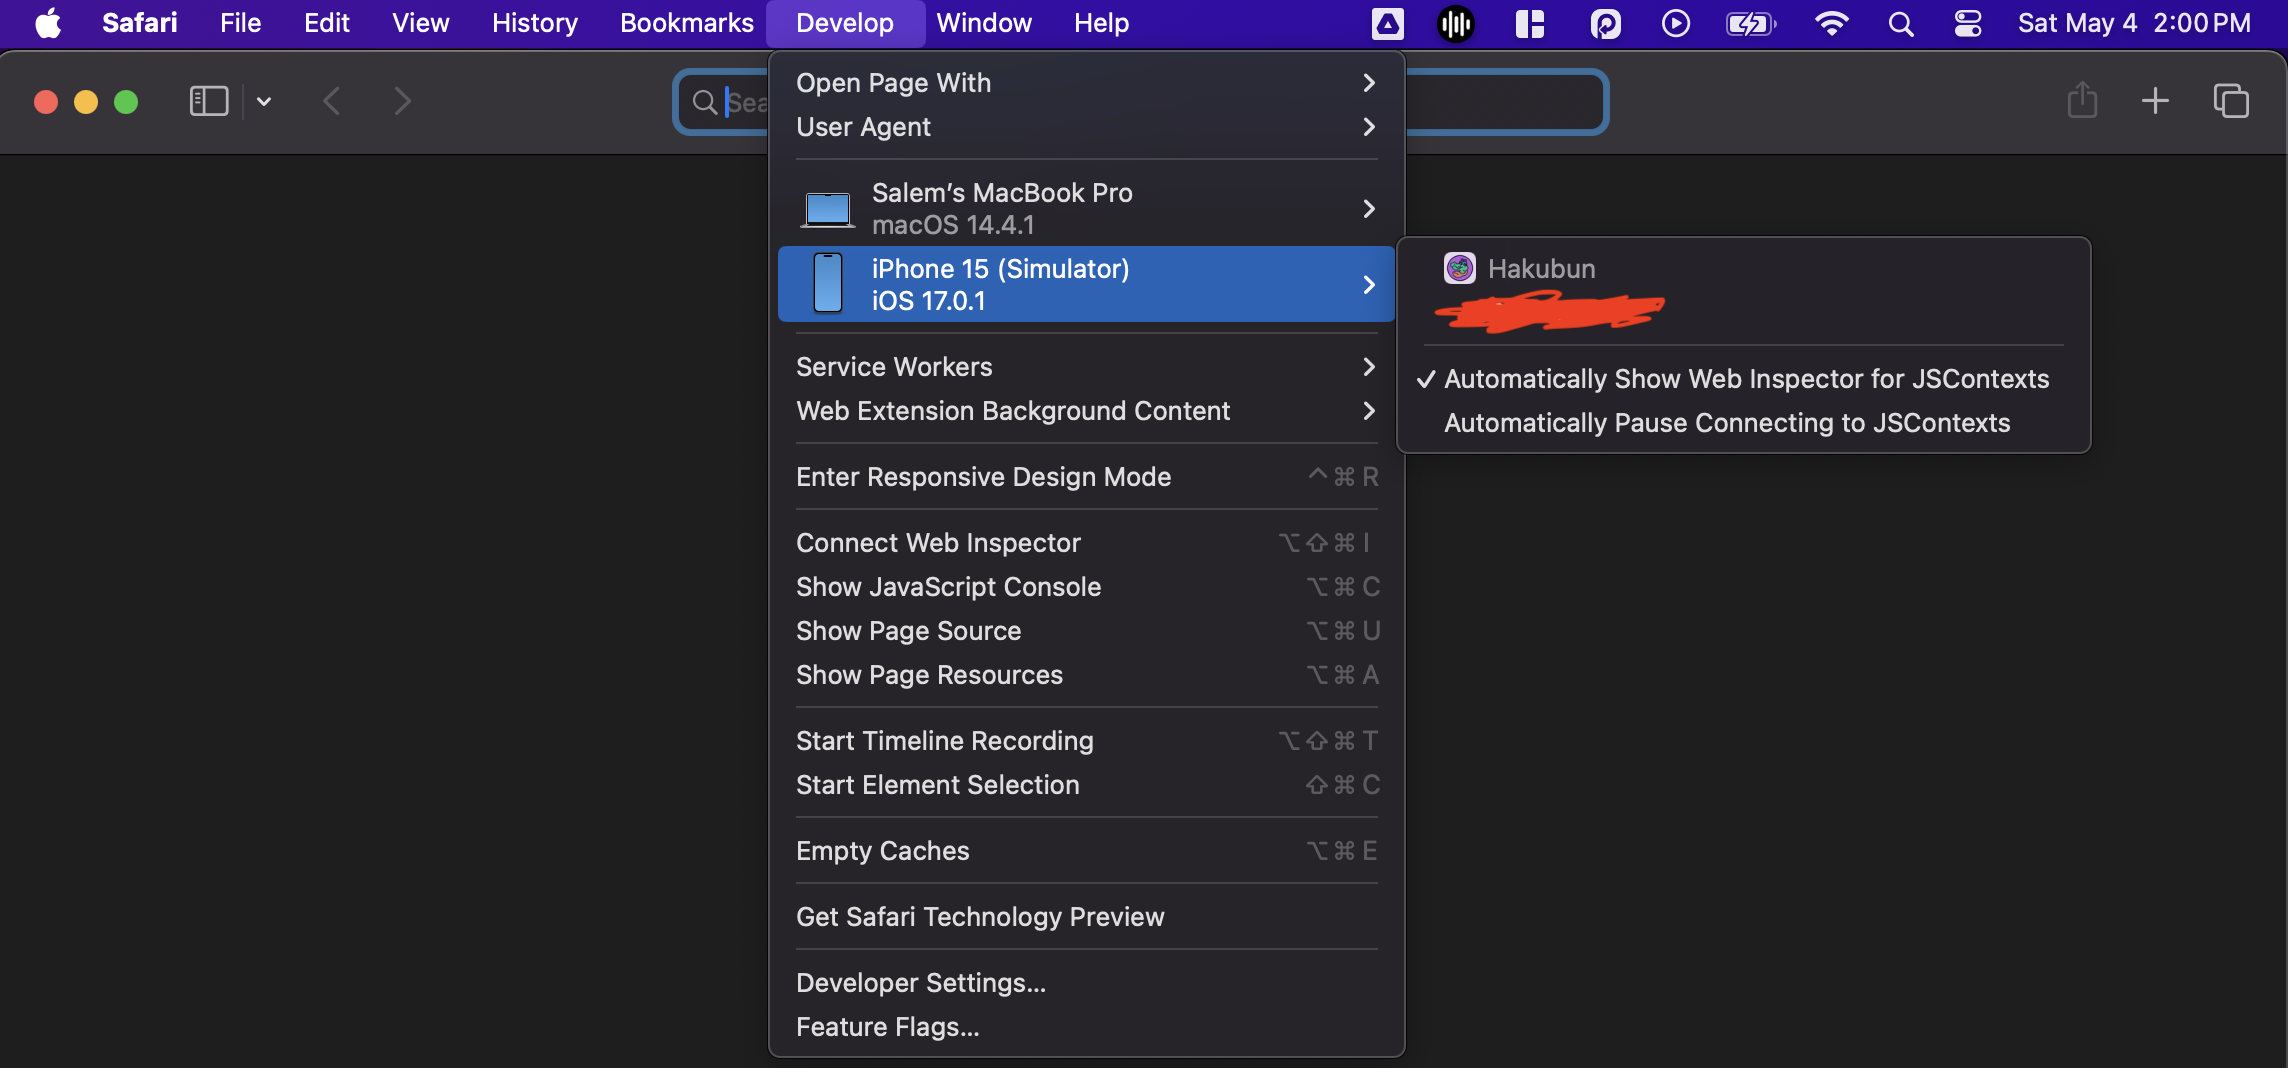 Safari File Edit View History Bookmarks Develop Window Help Sat May 4 2:00 PM
Open Page With
User Agent
Salem’s MacBook Pro
macOS 14.4.1
iPhone 15 (Simulator)
iOS 17.0.1
Hakubun
Automatically Show Web Inspector for JSContexts
Automatically Pause Connecting to JSContexts
Service Workers
Web Extension Background Content
Enter Responsive Design Mode ⌃⌘R
Connect Web Inspector ⌥⇧⌘I
Show JavaScript Console ⌥⌘C
Show Page Source ⌥⌘U
Show Page Resources ⌥⌘A
Start Timeline Recording ⌥⇧⌘T
Start Element Selection ⇧⌘C
Empty Caches ⌥⌘E
Get Safari Technology Preview
Developer Settings...
Feature Flags...